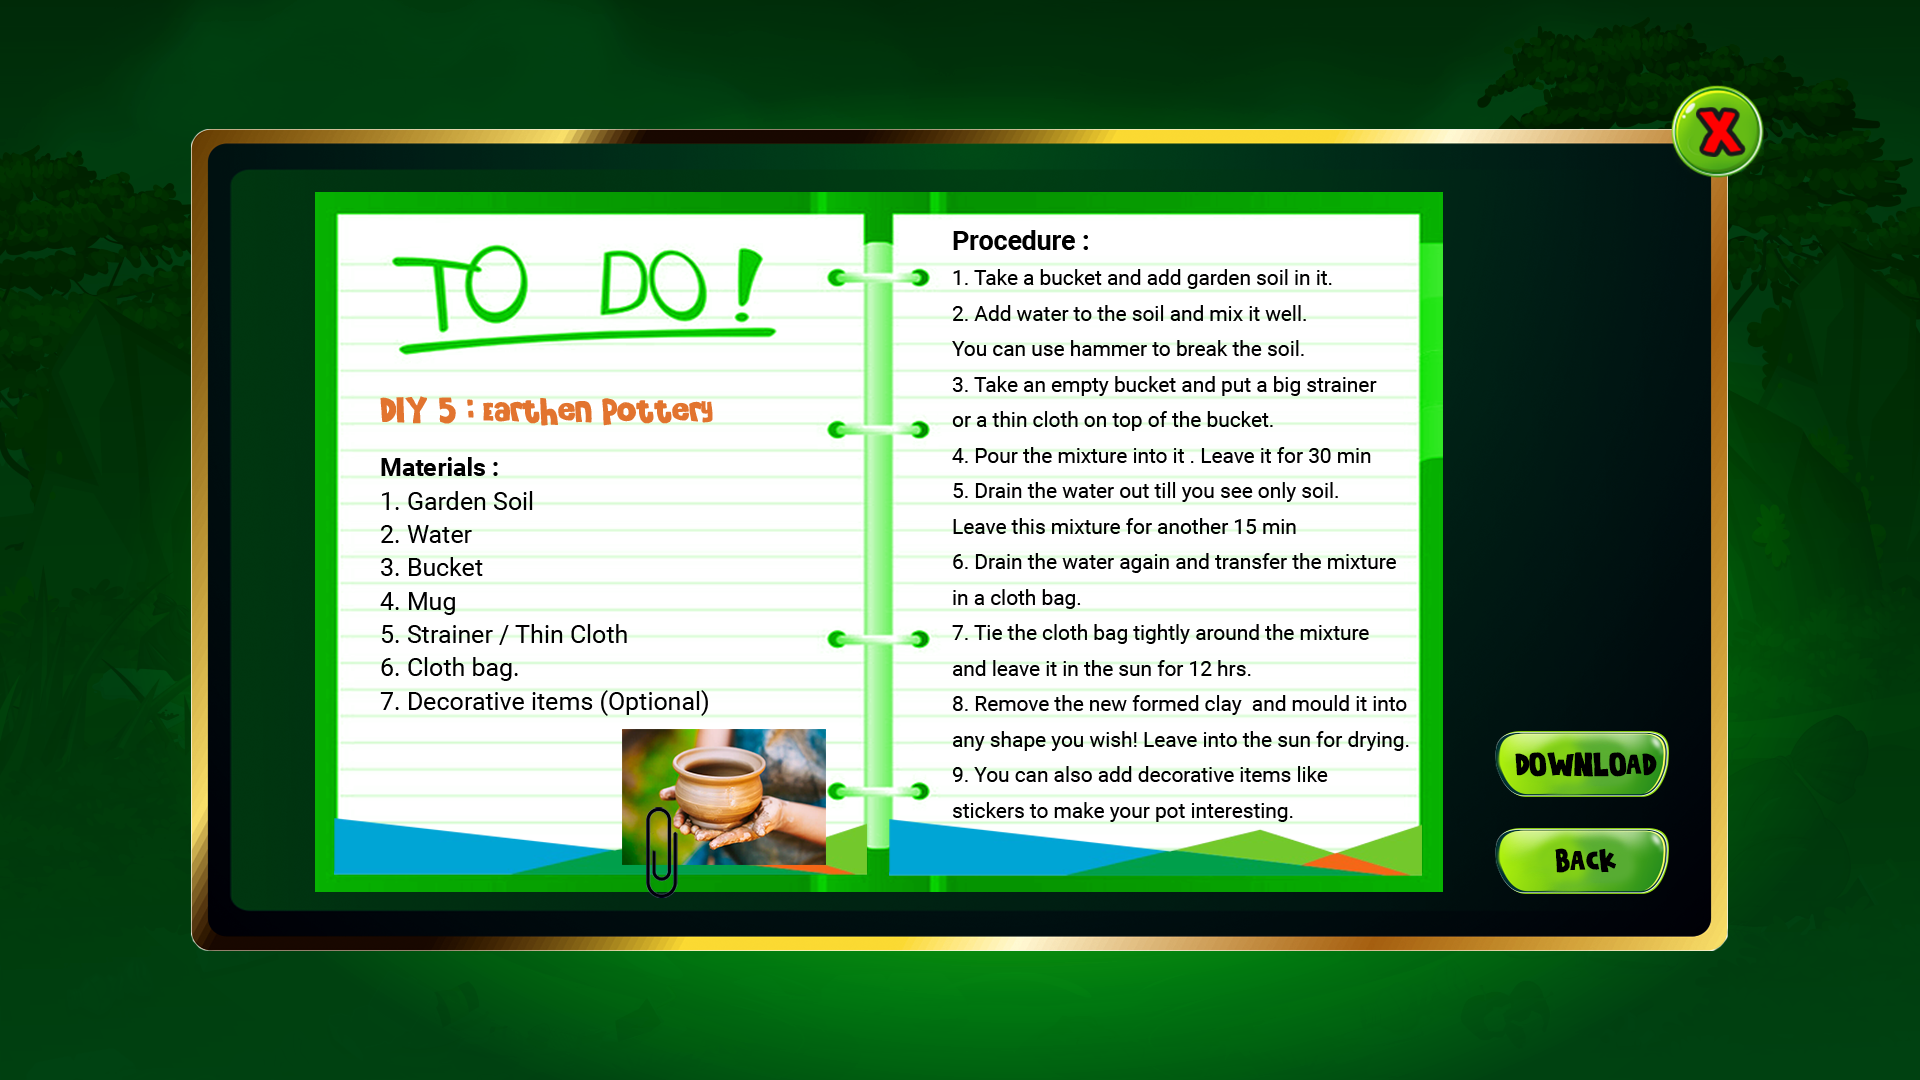 X
TO DO!
DIY 5 : Earthen Pottery
Materials :
1. Garden Soil
2. Water
3. Bucket
4. Mug
5. Strainer / Thin Cloth
6. Cloth bag.
7. Decorative items (Optional)
Procedure :
1. Take a bucket and add garden soil in it.
2. Add water to the soil and mix it well.
You can use hammer to break the soil.
3. Take an empty bucket and put a big strainer
or a thin cloth on top of the bucket.
4. Pour the mixture into it . Leave it for 30 min
5. Drain the water out till you see only soil.
Leave this mixture for another 15 min
6. Drain the water again and transfer the mixture
in a cloth bag.
7. Tie the cloth bag tightly around the mixture
and leave it in the sun for 12 hrs.
8. Remove the new formed clay  and mould it into
any shape you wish! Leave into the sun for drying.
9. You can also add decorative items like
stickers to make your pot interesting.
DOWNLOAD
BACK